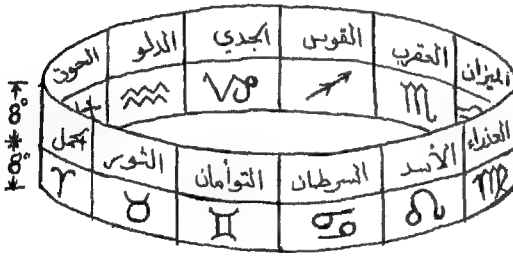 الميزان العقرب القوس الجدي الدلو الحوت
♏ ♐ ♑ ♒
8°
العذراء الأسد السرطان التوأمان الثور الحمل
8°
♍ ♌ ♋ ♊ ♉ ♈